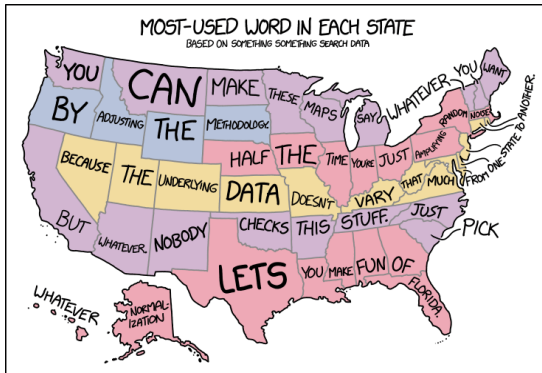 MOST-USED WORD IN EACH STATE
BASED ON SOMETHING SOMETHING SEARCH DATA
YOU CAN MAKE THESE MAPS SAY WHATEVER YOU WANT
BY ADJUSTING THE METHODOLOGY.
HALF THE TIME YOU'RE JUST AMPLIFYING RANDOM NOISE
BECAUSE THE UNDERLYING DATA DOESN'T VARY THAT MUCH FROM ONE STATE TO ANOTHER.
BUT WHATEVER. NOBODY CHECKS THIS STUFF. JUST PICK
WHATEVER NORMAL-
IZATION LETS YOU MAKE FUN OF FLORIDA.